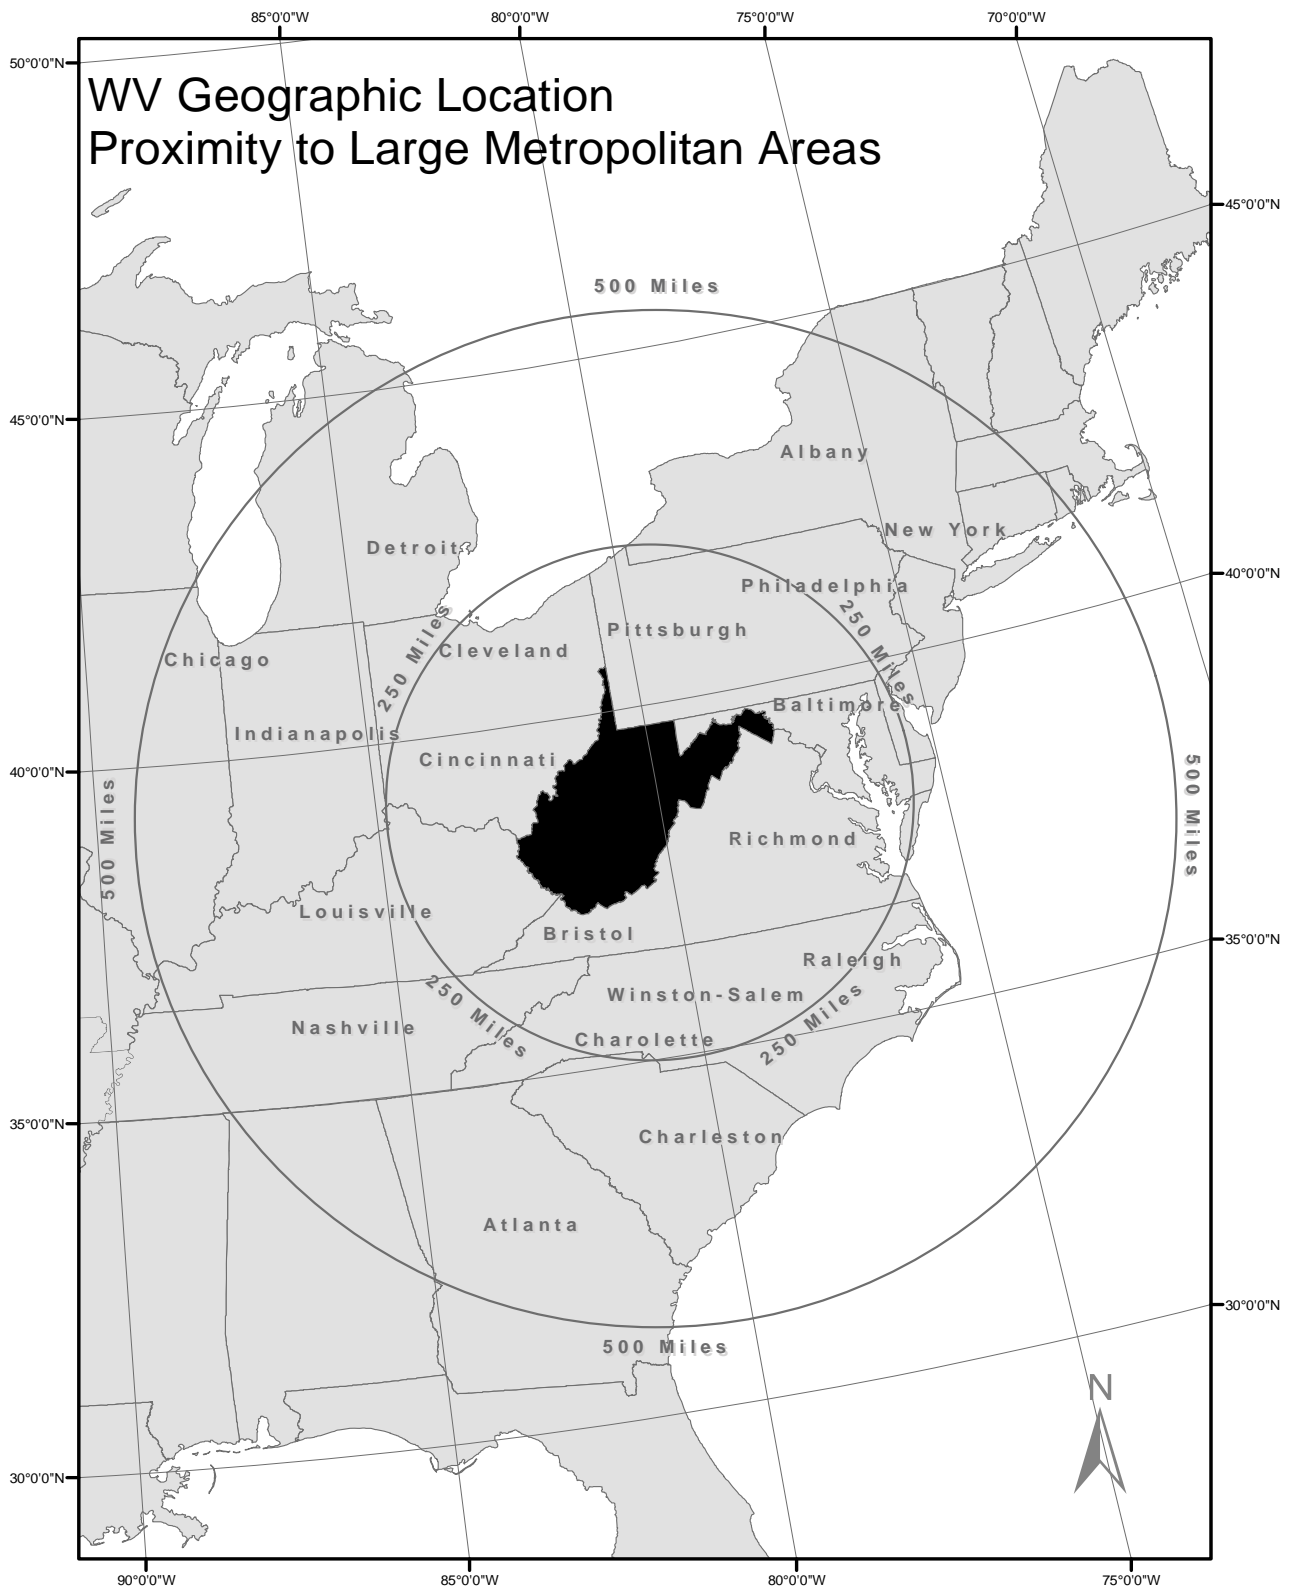 85°0'0"W
80°0'0"W
75°0'0"W
70°0'0"W
50°0'0"N
WV Geographic Location
Proximity to Large Metropolitan Areas
45°0'0"N
500 Miles
45°0'0"N
Albany
New York
Detroit
40°0'0"N
Philadelphia
250 Miles
250 Miles
Pittsburgh
Cleveland
Chicago
Baltimore
Indianapolis
Cincinnati
40°0'0"N
500 Miles
500 Miles
Richmond
Louisville
Bristol
35°0'0"N
Raleigh
Winston-Salem
250 Miles
250 Miles
Nashville
Charolette
35°0'0"N
Charleston
Atlanta
30°0'0"N
500 Miles
N
30°0'0"N
90°0'0"W
85°0'0"W
80°0'0"W
75°0'0"W